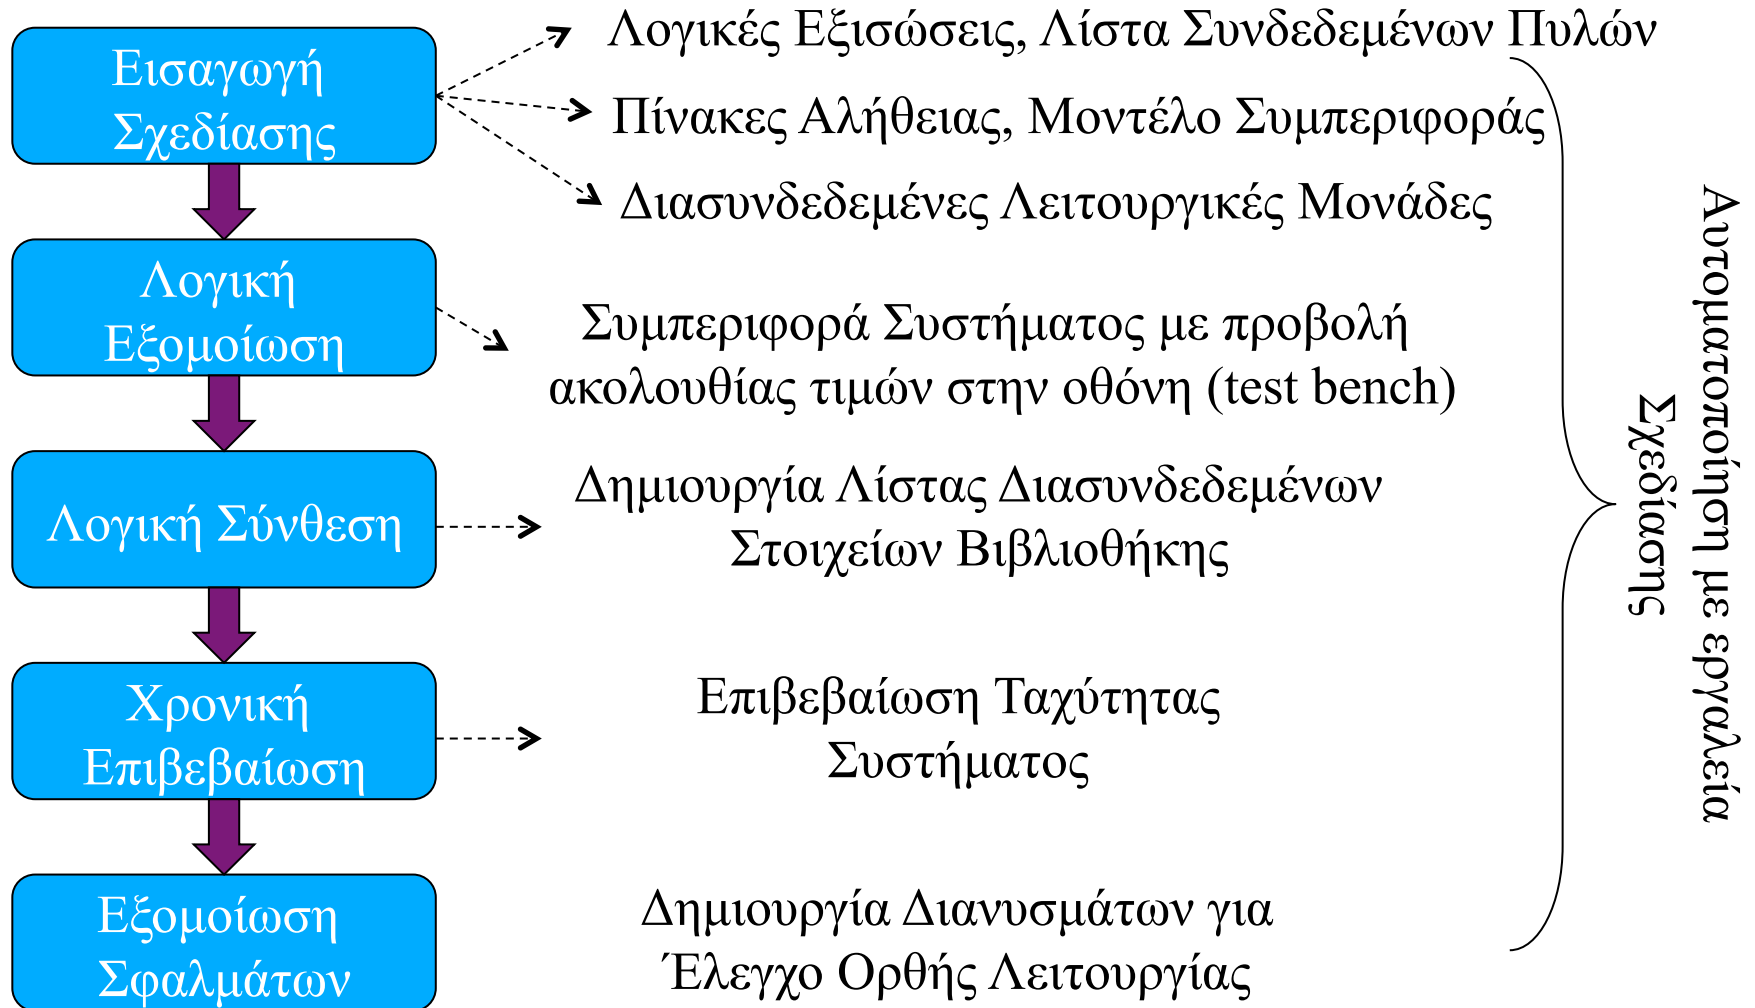 Εισαγωγή
Σχεδίασης
Λογικές Εξισώσεις, Λίστα Συνδεδεμένων Πυλών
Πίνακες Αλήθειας, Μοντέλο Συμπεριφοράς
Διασυνδεδεμένες Λειτουργικές Μονάδες
Λογική
Εξομοίωση
Συμπεριφορά Συστήματος με προβολή
ακολουθίας τιμών στην οθόνη (test bench)
Λογική Σύνθεση
Δημιουργία Λίστας Διασυνδεδεμένων
Στοιχείων Βιβλιοθήκης
Χρονική
Επιβεβαίωση
Επιβεβαίωση Ταχύτητας
Συστήματος
Εξομοίωση
Σφαλμάτων
Δημιουργία Διανυσμάτων για
Έλεγχο Ορθής Λειτουργίας
Αυτοματοποίηση με εργαλεία
Σχεδίασης